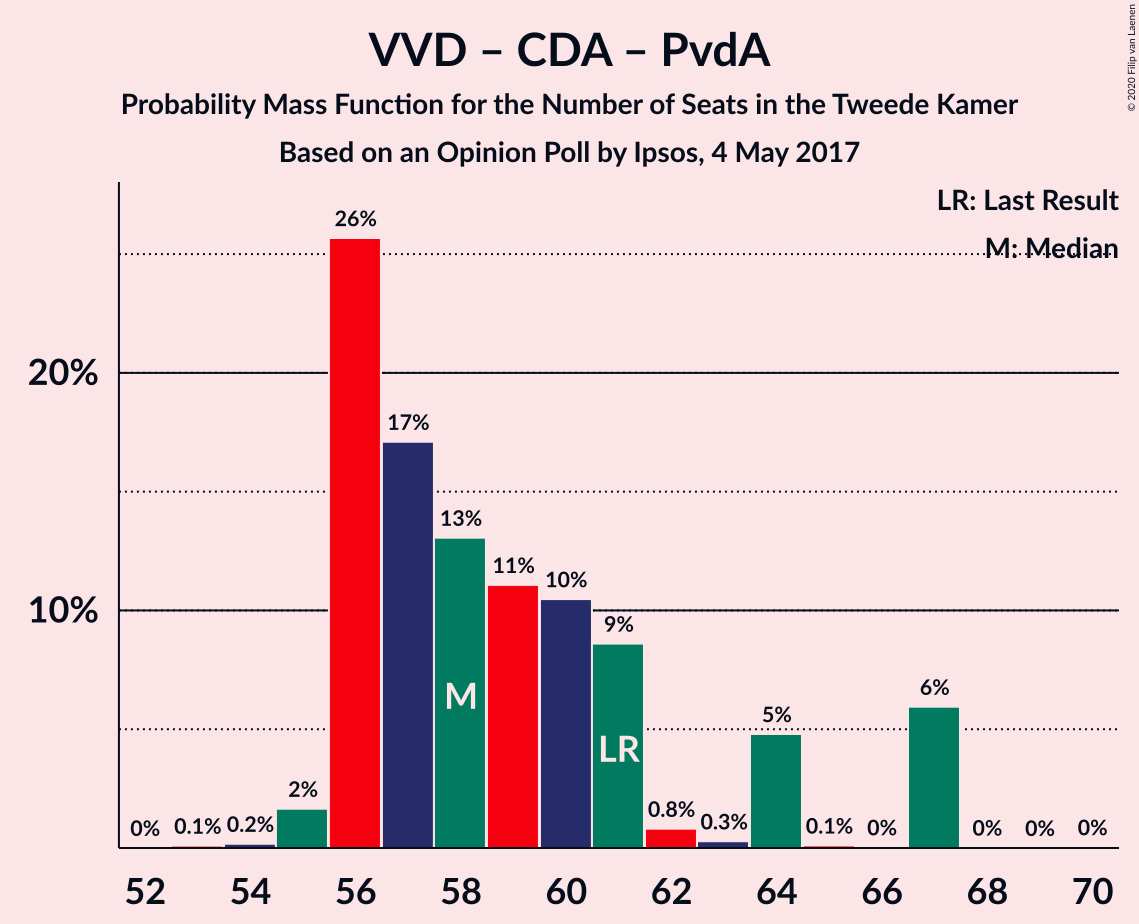 VVD – CDA – PvdA
Probability Mass Function for the Number of Seats in the Tweede Kamer
Based on an Opinion Poll by Ipsos, 4 May 2017
© 2020 Filip van Laenen
LR: Last Result
M: Median
20%
10%
0%
0.1%
0.2%
2%
26%
17%
13%
11%
10%
9%
0.8%
0.3%
5%
0.1%
0%
6%
0%
0%
0%
M
LR
52 54 56 58 60 62 64 66 68 70